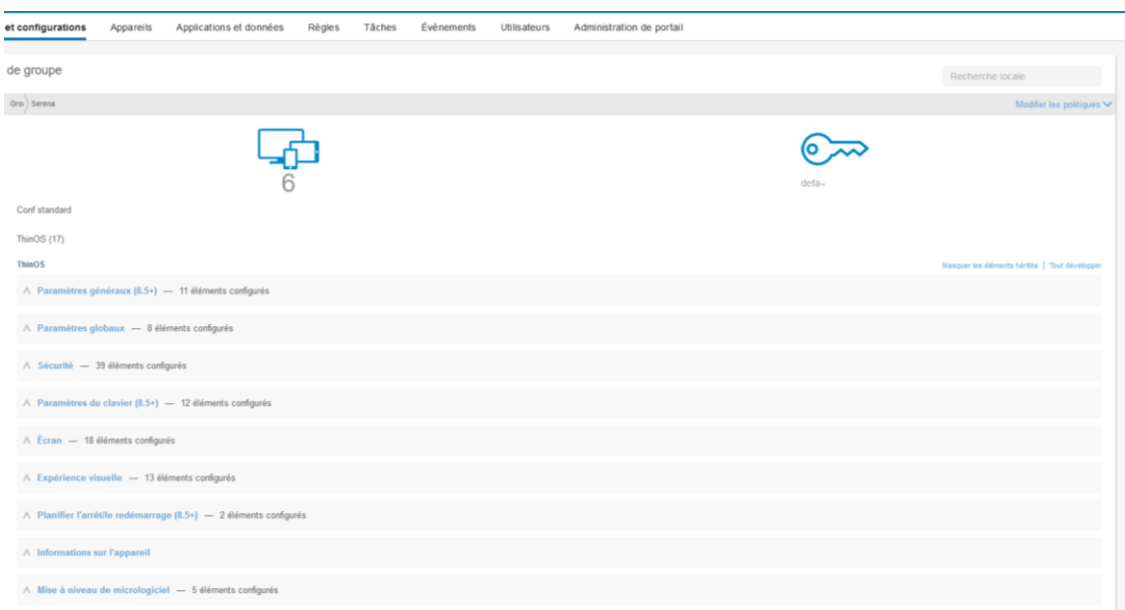 et configurations Appareils Applications et données Règles Tâches Événements Utilisateurs Administration de portail
de groupe
Recherche locale
Gro Serena
Modifier les politiques
6
defa
Conf standard
ThinOS (17)
ThinOS
Masquer les éléments hérités | Tout développer
Paramètres généraux (8.5+) — 11 éléments configurés
Paramètres globaux — 8 éléments configurés
Sécurité — 39 éléments configurés
Paramètres du clavier (8.5+) — 12 éléments configurés
Écran — 18 éléments configurés
Expérience visuelle — 13 éléments configurés
Planifier l'arrêt/le redémarrage (8.5+) — 2 éléments configurés
Informations sur l'appareil
Mise à niveau de micrologiciel — 5 éléments configurés